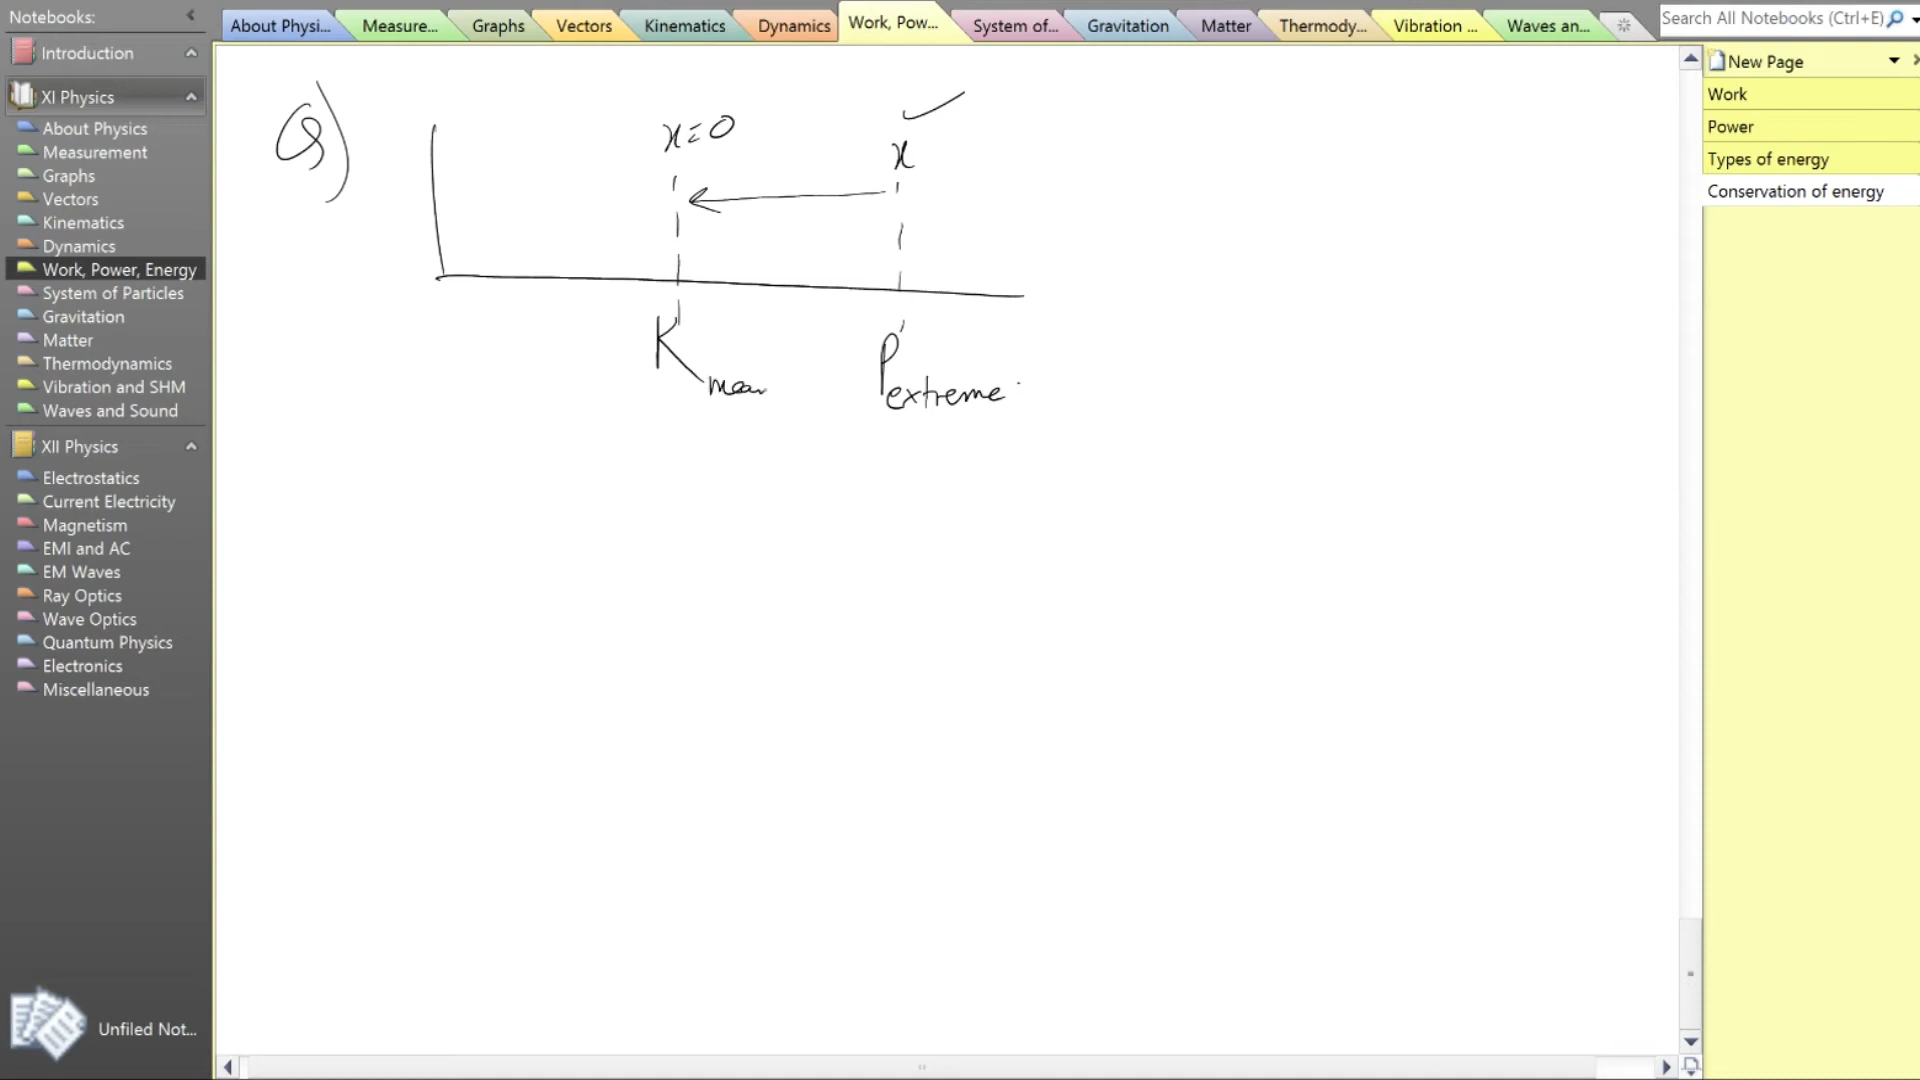 Notebooks:
Introduction
XI Physics
About Physics
Measurement
Graphs
Vectors
Kinematics
Dynamics
Work, Power, Energy
System of Particles
Gravitation
Matter
Thermodynamics
Vibration and SHM
Waves and Sound
XII Physics
Electrostatics
Current Electricity
Magnetism
EMI and AC
EM Waves
Ray Optics
Wave Optics
Quantum Physics
Electronics
Miscellaneous
Unfiled Not...
About Physi... Measure... Graphs Vectors Kinematics Dynamics Work, Pow... System of... Gravitation Matter Thermody... Vibration ... Waves an...
Search All Notebooks (Ctrl+E)
Q)
x=0
x
K mean
P extreme
New Page
Work
Power
Types of energy
Conservation of energy